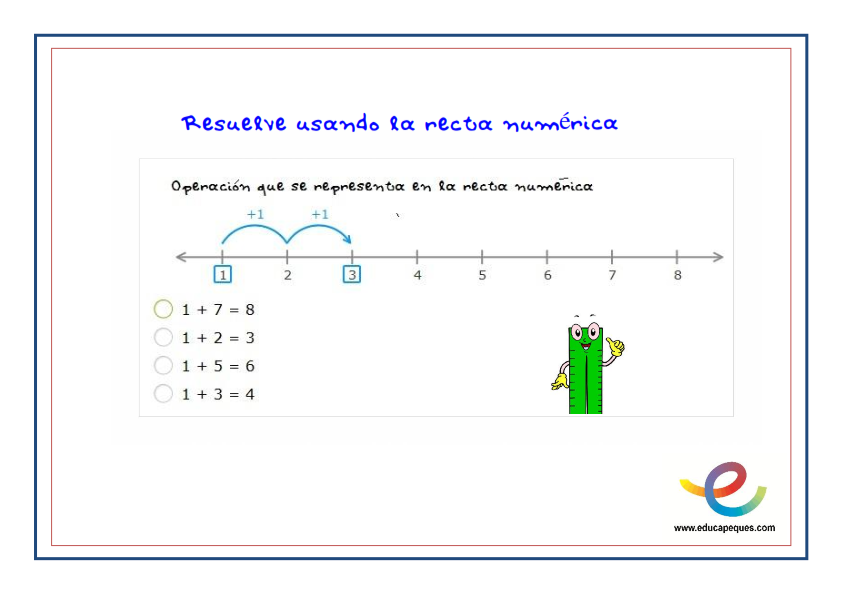 Resuelve usando la recta numérica
Operación que se representa en la recta numérica
+1 +1
1 2 3 4 5 6 7 8
1 + 7 = 8
1 + 2 = 3
1 + 5 = 6
1 + 3 = 4
www.educapeques.com